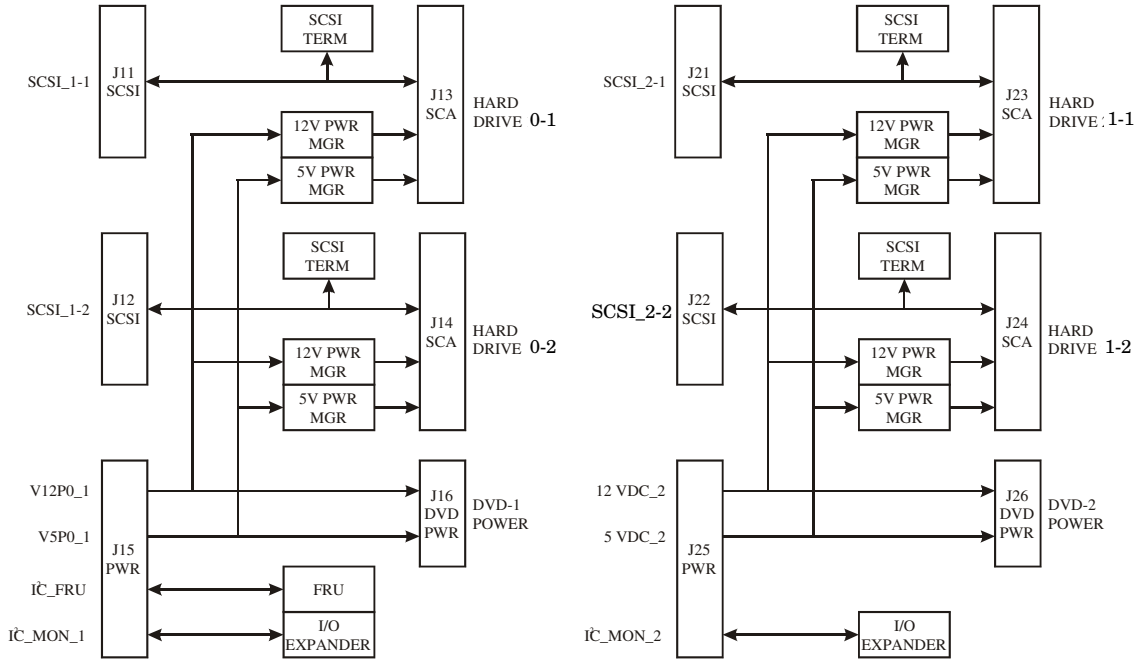 SCSI_1-1
J11
SCSI
SCSI
TERM
12V PWR
MGR
5V PWR
MGR
J13
SCA
HARD
DRIVE 0-1
SCSI_1-2
J12
SCSI
SCSI
TERM
12V PWR
MGR
5V PWR
MGR
J14
SCA
HARD
DRIVE 0-2
V12P0_1
V5P0_1
I²C_FRU
I²C_MON_1
J15
PWR
FRU
I/O
EXPANDER
J16
DVD
PWR
DVD-1
POWER
SCSI_2-1
J21
SCSI
SCSI
TERM
12V PWR
MGR
5V PWR
MGR
J23
SCA
HARD
DRIVE 1-1
SCSI_2-2
J22
SCSI
SCSI
TERM
12V PWR
MGR
5V PWR
MGR
J24
SCA
HARD
DRIVE 1-2
12 VDC_2
5 VDC_2
I²C_MON_2
J25
PWR
I/O
EXPANDER
J26
DVD
PWR
DVD-2
POWER